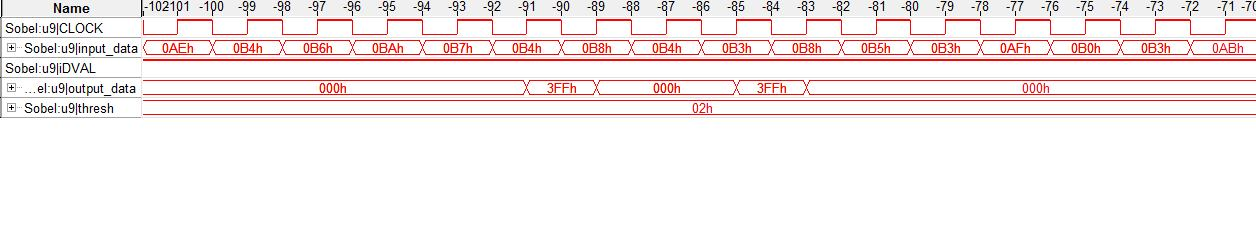 Name -102101 -100 -99 -98 -97 -96 -95 -94 -93 -92 -91 -90 -89 -88 -87 -86 -85 -84 -83 -82 -81 -80 -79 -78 -77 -76 -75 -74 -73 -72 -71 -70
Sobel:u9|CLOCK
Sobel:u9|input_data 0AEh 0B4h 0B6h 0BAh 0B7h 0B4h 0B8h 0B4h 0B3h 0B8h 0B5h 0B3h 0AFh 0B0h 0B3h 0ABh
Sobel:u9|iDVAL
...el:u9|output_data 000h 3FFh 000h 3FFh 000h
Sobel:u9|thresh 02h